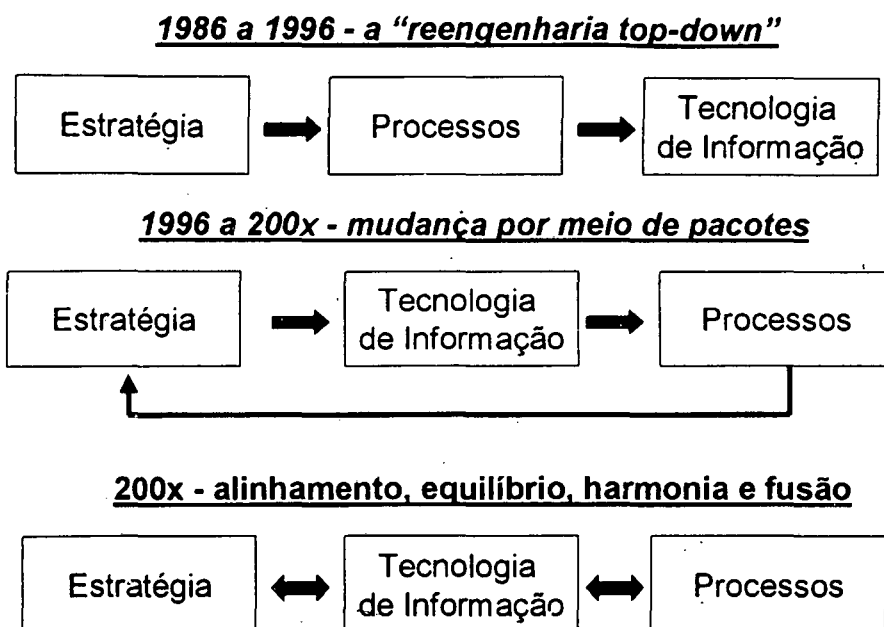 1986 a 1996 - a “reengenharia top-down”
Estratégia
Processos
Tecnologia
de Informação
1996 a 200x - mudança por meio de pacotes
Estratégia
Tecnologia
de Informação
Processos
200x - alinhamento, equilíbrio, harmonia e fusão
Estratégia
Tecnologia
de Informação
Processos